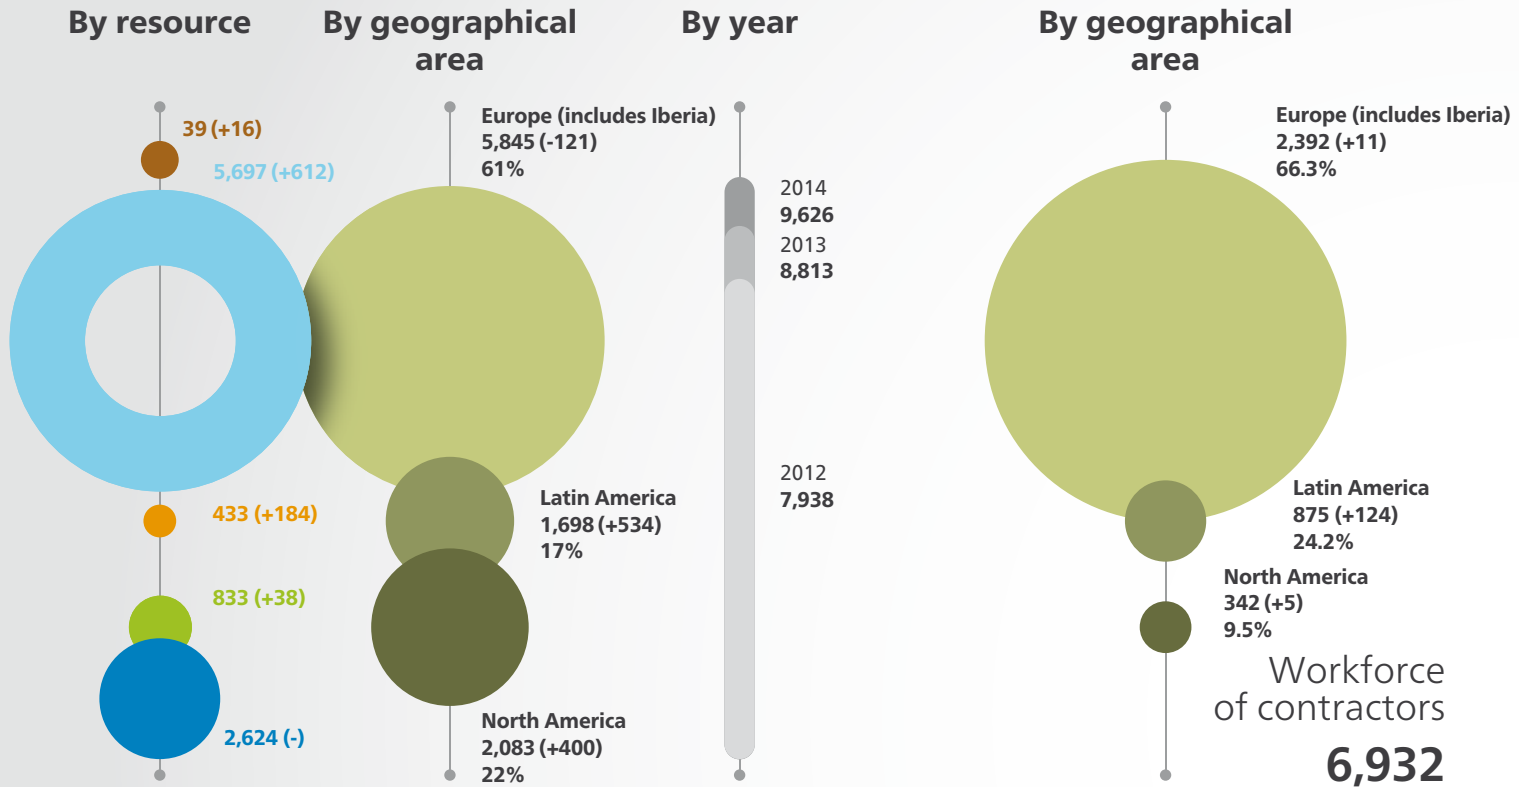 By resource
39 (+16)
5,697 (+612)
433 (+184)
833 (+38)
2,624 (-)
By geographical
area
Europe (includes Iberia)
5,845 (-121)
61%
Latin America
1,698 (+534)
17%
North America
2,083 (+400)
22%
By year
2014
9,626
2013
8,813
2012
7,938
By geographical
area
Europe (includes Iberia)
2,392 (+11)
66.3%
Latin America
875 (+124)
24.2%
North America
342 (+5)
9.5%
Workforce
of contractors
6,932